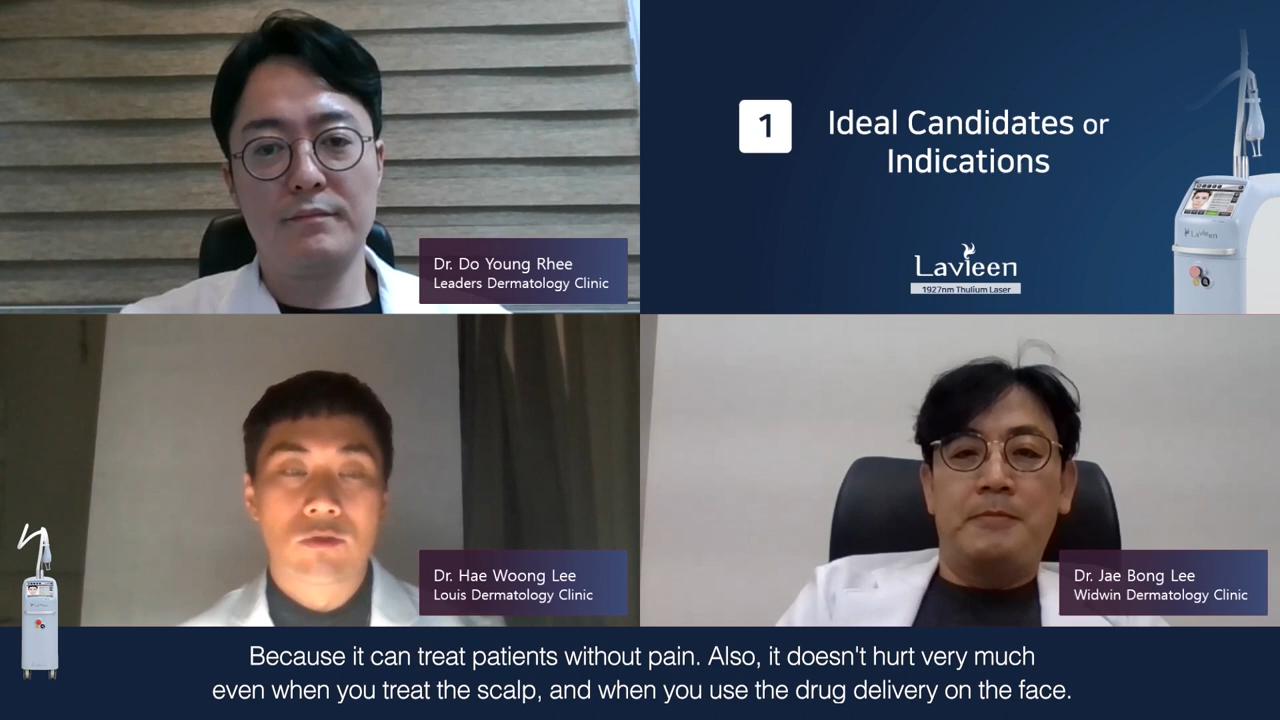 Dr. Do Young Rhee
Leaders Dermatology Clinic
1
Ideal Candidates or
Indications
Lavieen
1927nm Thulium Laser
Lavieen
Dr. Hae Woong Lee
Louis Dermatology Clinic
Dr. Jae Bong Lee
Widwin Dermatology Clinic
Because it can treat patients without pain. Also, it doesn't hurt very much
even when you treat the scalp, and when you use the drug delivery on the face.